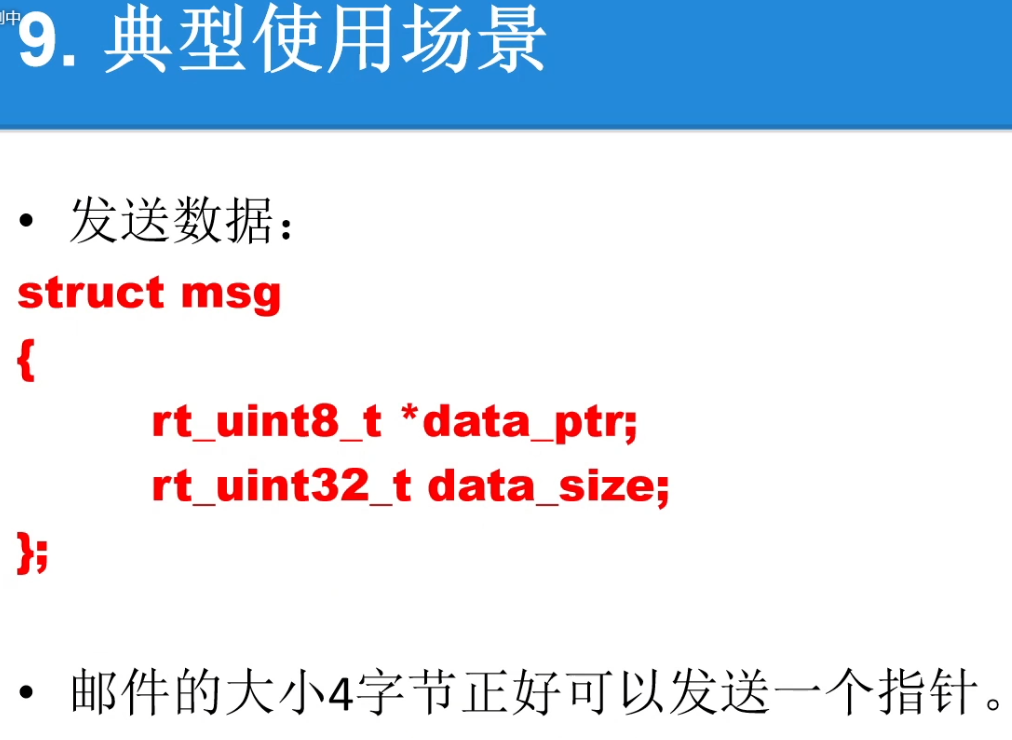 中
9. 典型使用场景
• 发送数据：
struct msg
{
rt_uint8_t *data_ptr;
rt_uint32_t data_size;
};
• 邮件的大小4字节正好可以发送一个指针。